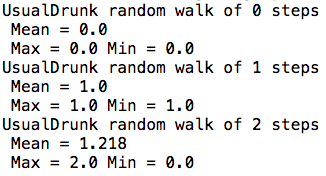 UsualDrunk random walk of 0 steps
Mean = 0.0
Max = 0.0 Min = 0.0
UsualDrunk random walk of 1 steps
Mean = 1.0
Max = 1.0 Min = 1.0
UsualDrunk random walk of 2 steps
Mean = 1.218
Max = 2.0 Min = 0.0